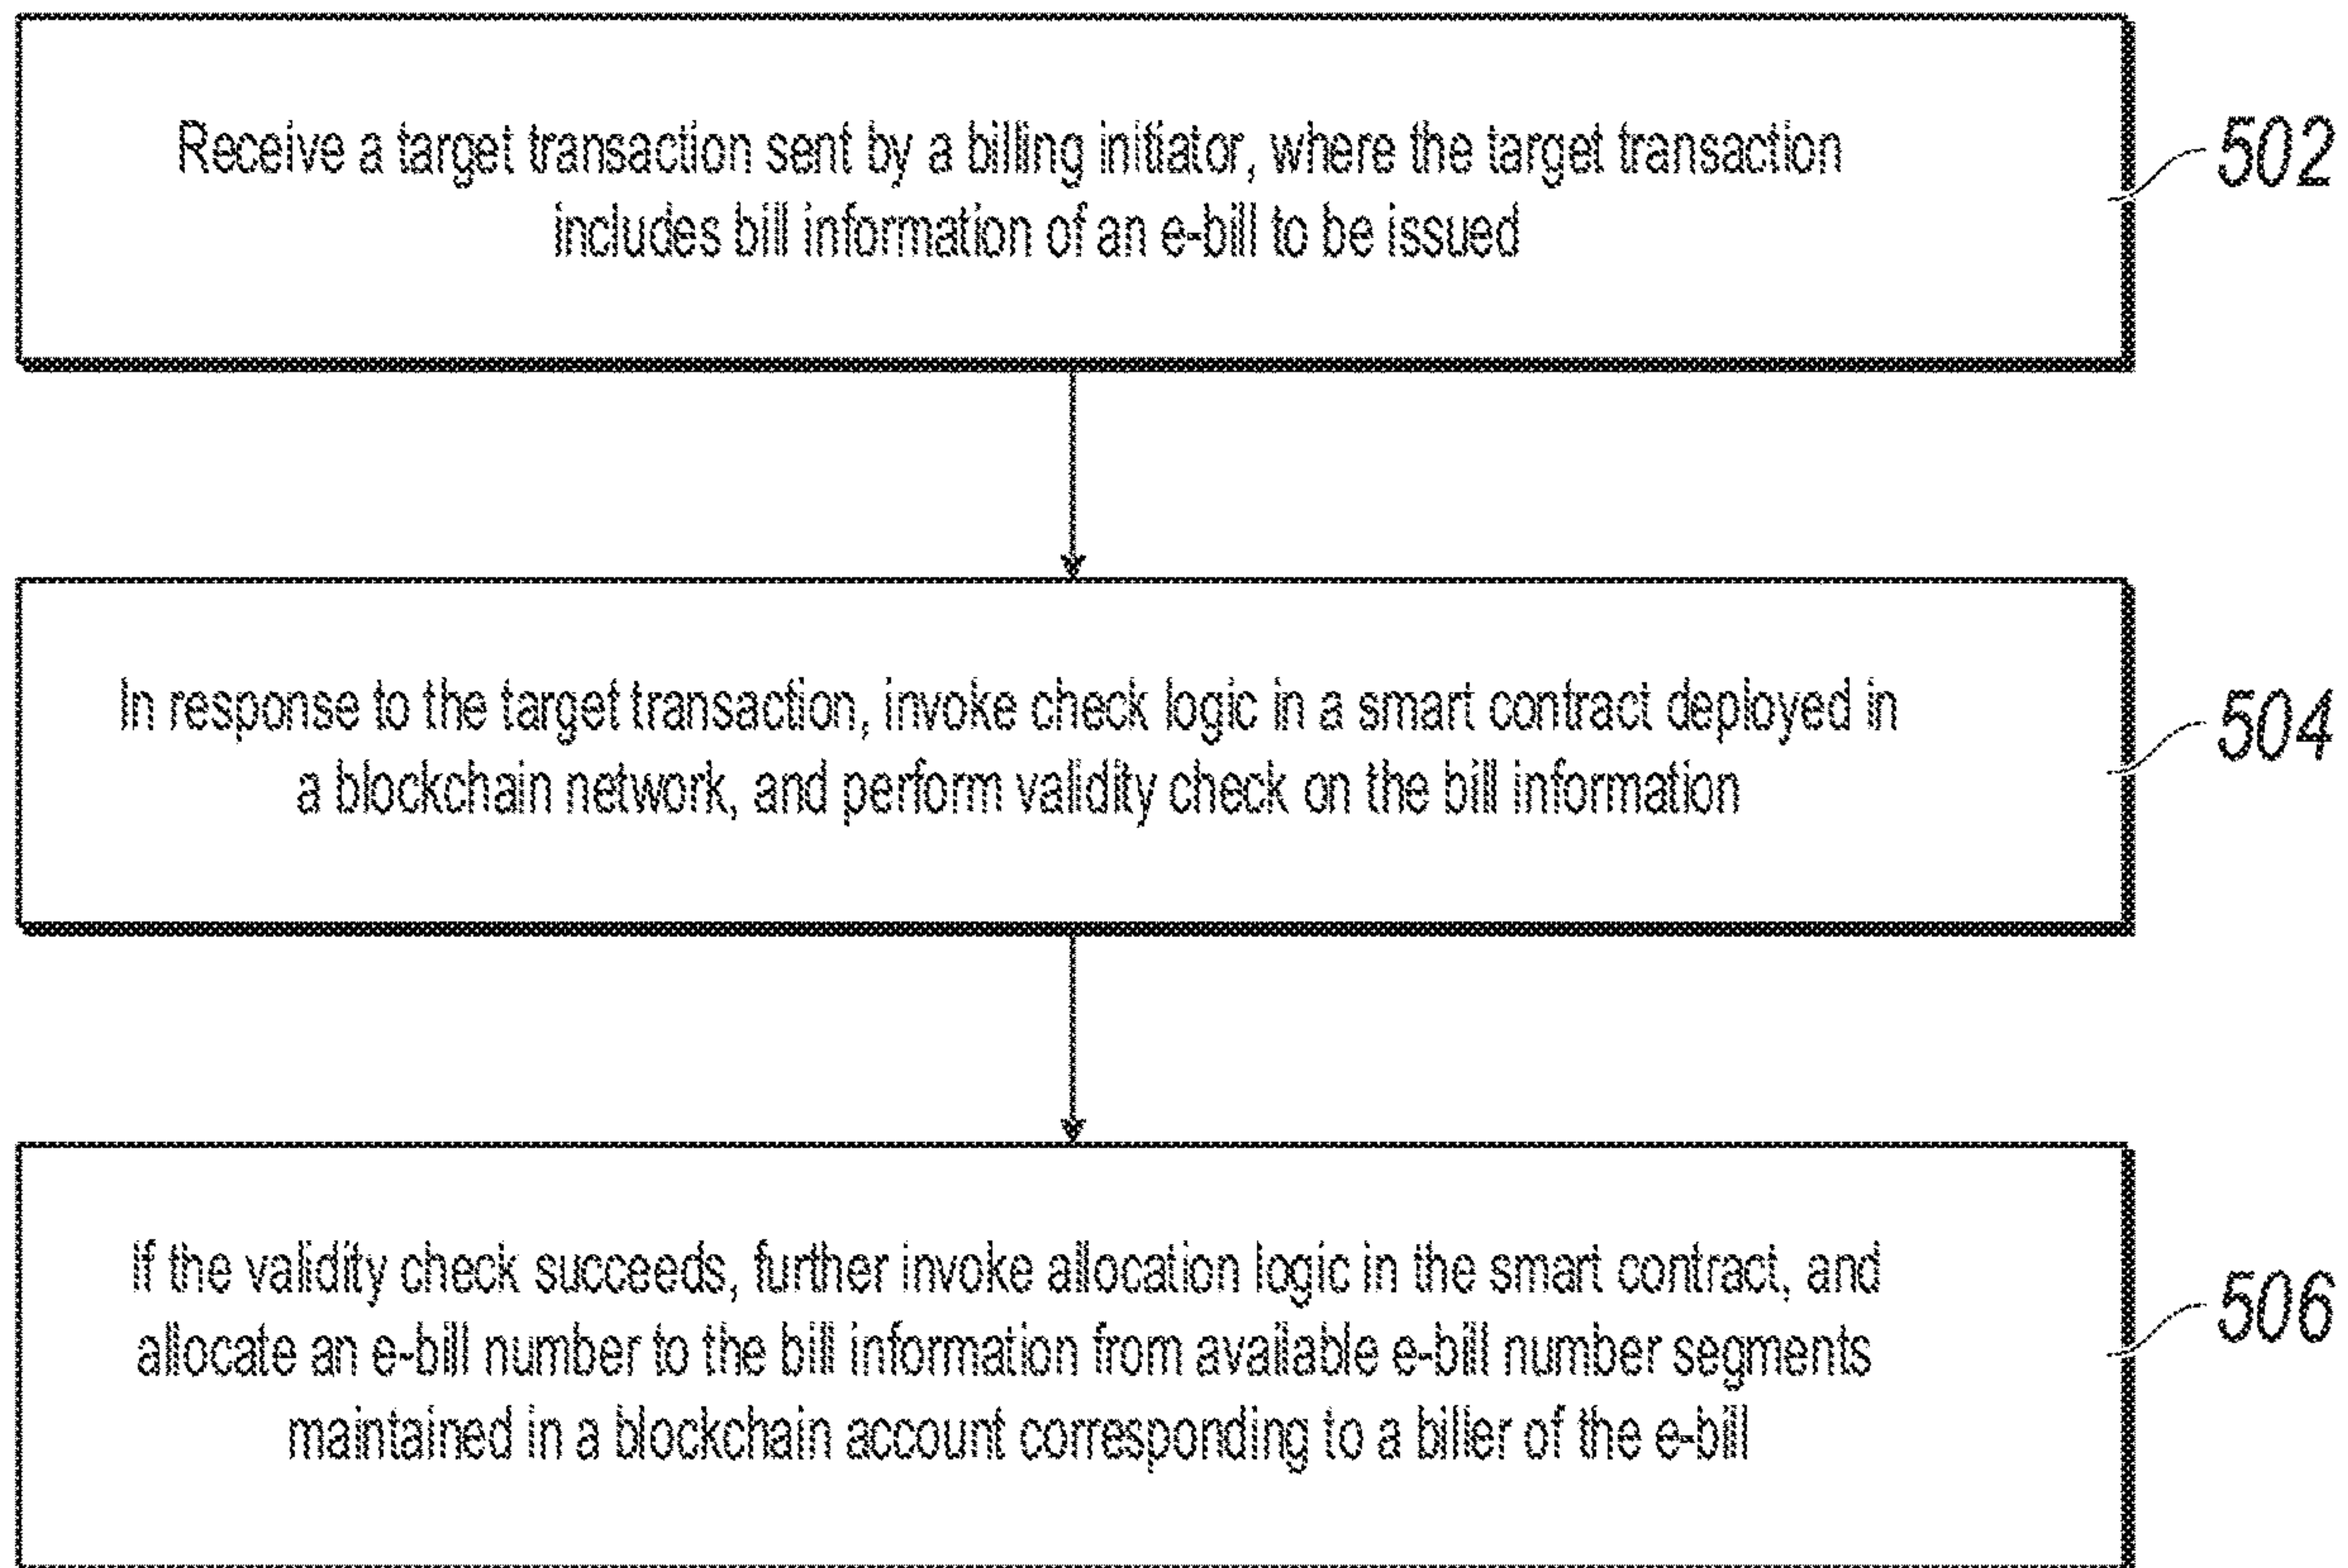 Receive a target transaction sent by a billing initiator, where the target transaction
includes bill information of an e-bill to be issued
502
In response to the target transaction, invoke check logic in a smart contract deployed in
a blockchain network, and perform validity check on the bill information
504
If the validity check succeeds, further invoke allocation logic in the smart contract, and
allocate an e-bill number to the bill information from available e-bill number segments
maintained in a blockchain account corresponding to a biller of the e-bill
506